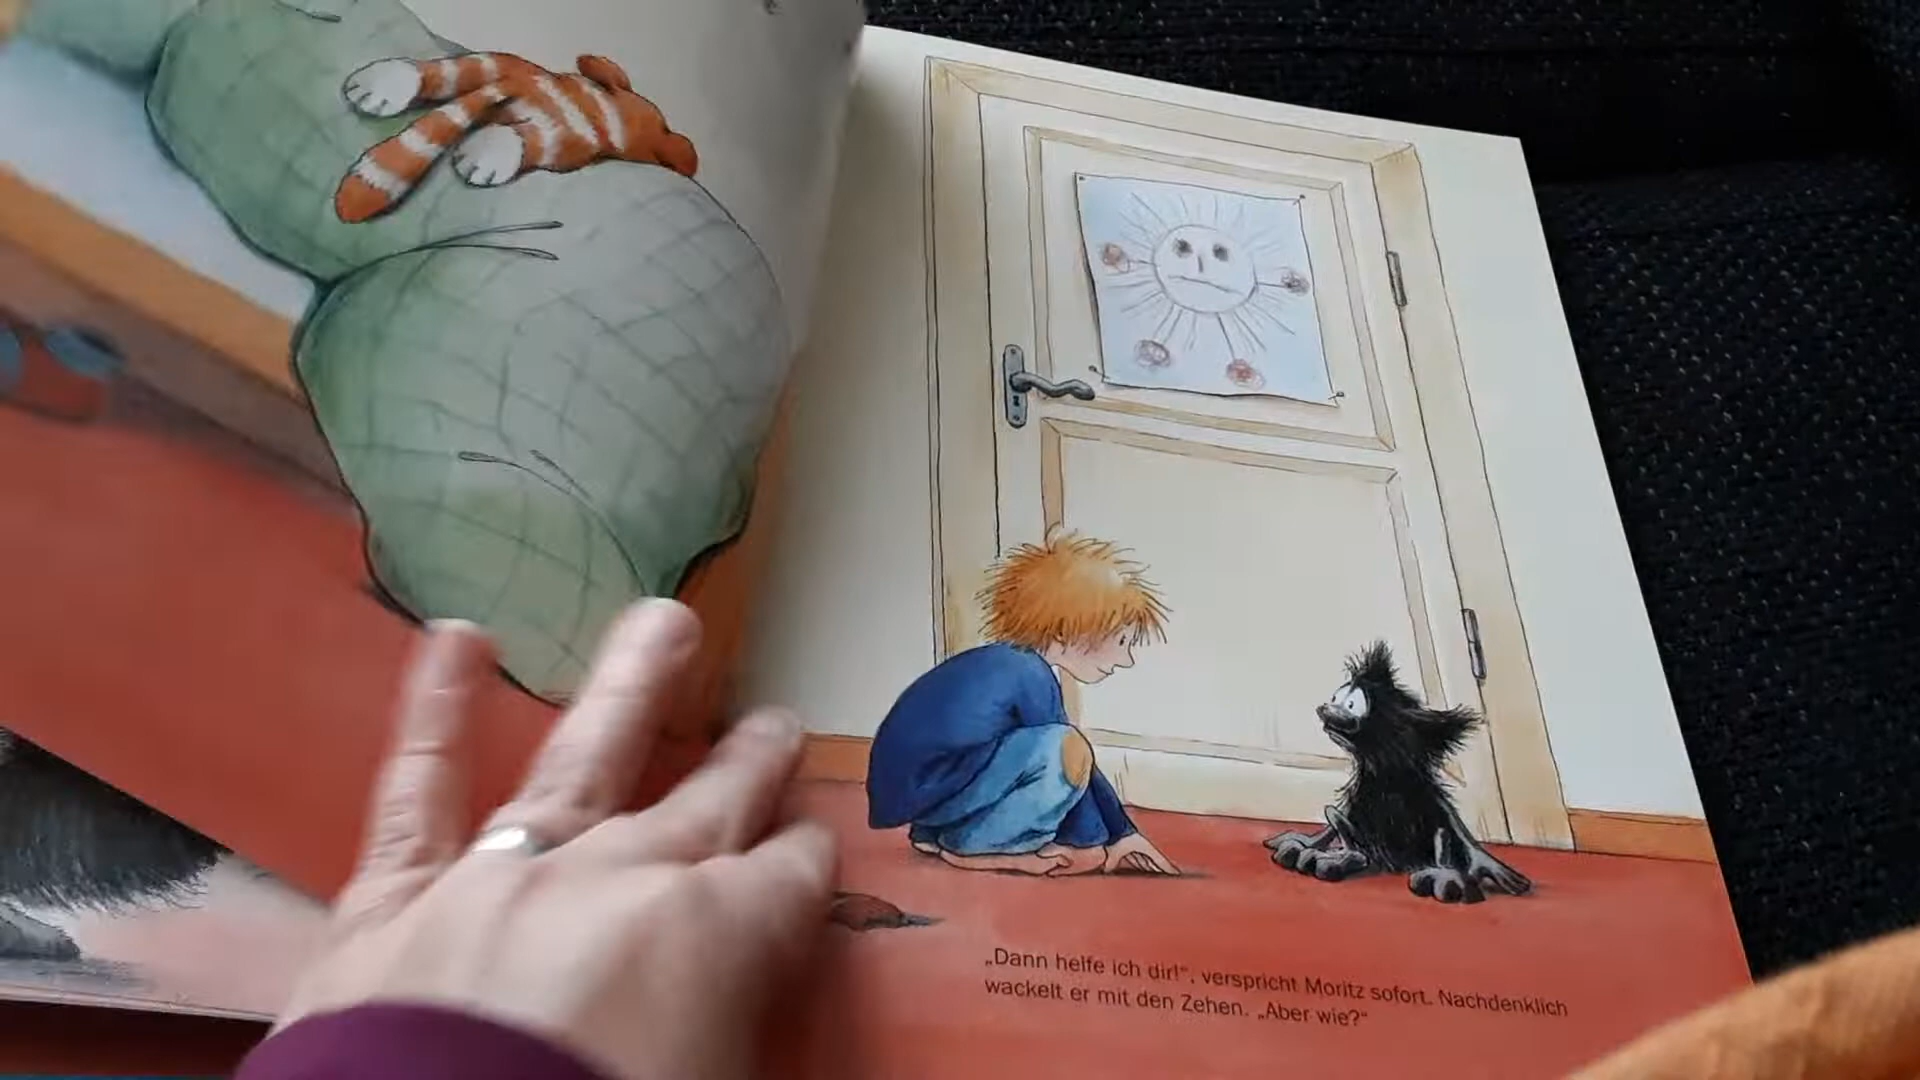 „Dann helfe ich dir!“, verspricht Moritz sofort. Nachdenklich
wackelt er mit den Zehen. „Aber wie?“